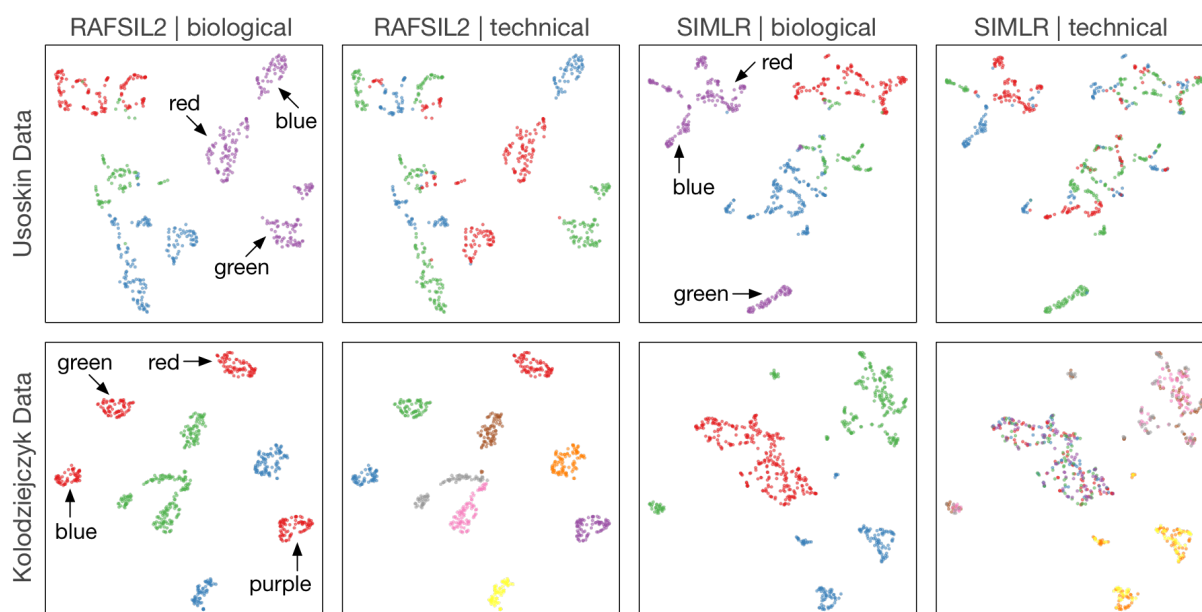 RAFSIL2 | biological
RAFSIL2 | technical
SIMLR | biological
SIMLR | technical
Usoskin Data
red
blue
green
red
blue
green
Kolodziejczyk Data
green
red
blue
purple